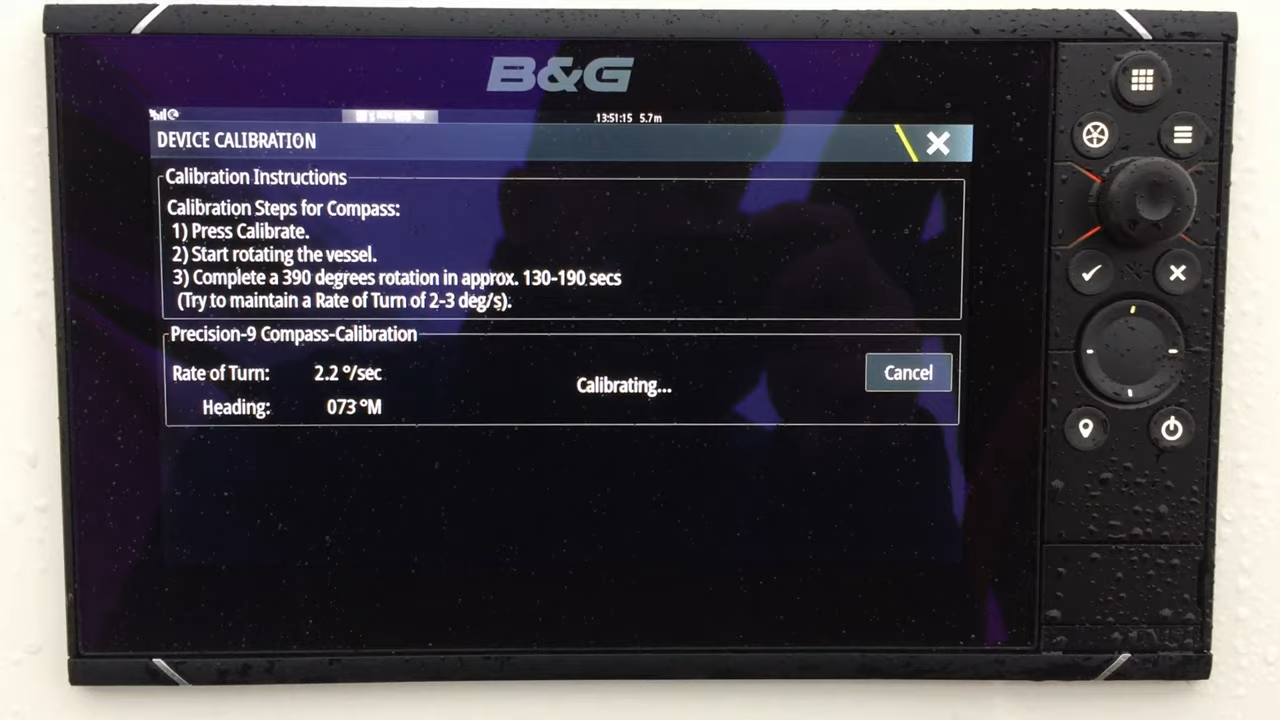 B&G
13:51:15 5.7m
DEVICE CALIBRATION
Calibration Instructions
Calibration Steps for Compass:
1) Press Calibrate.
2) Start rotating the vessel.
3) Complete a 390 degrees rotation in approx. 130-190 secs
(Try to maintain a Rate of Turn of 2-3 deg/s).
Precision-9 Compass-Calibration
Rate of Turn: 2.2 °/sec
Calibrating...
Cancel
Heading: 073 °M